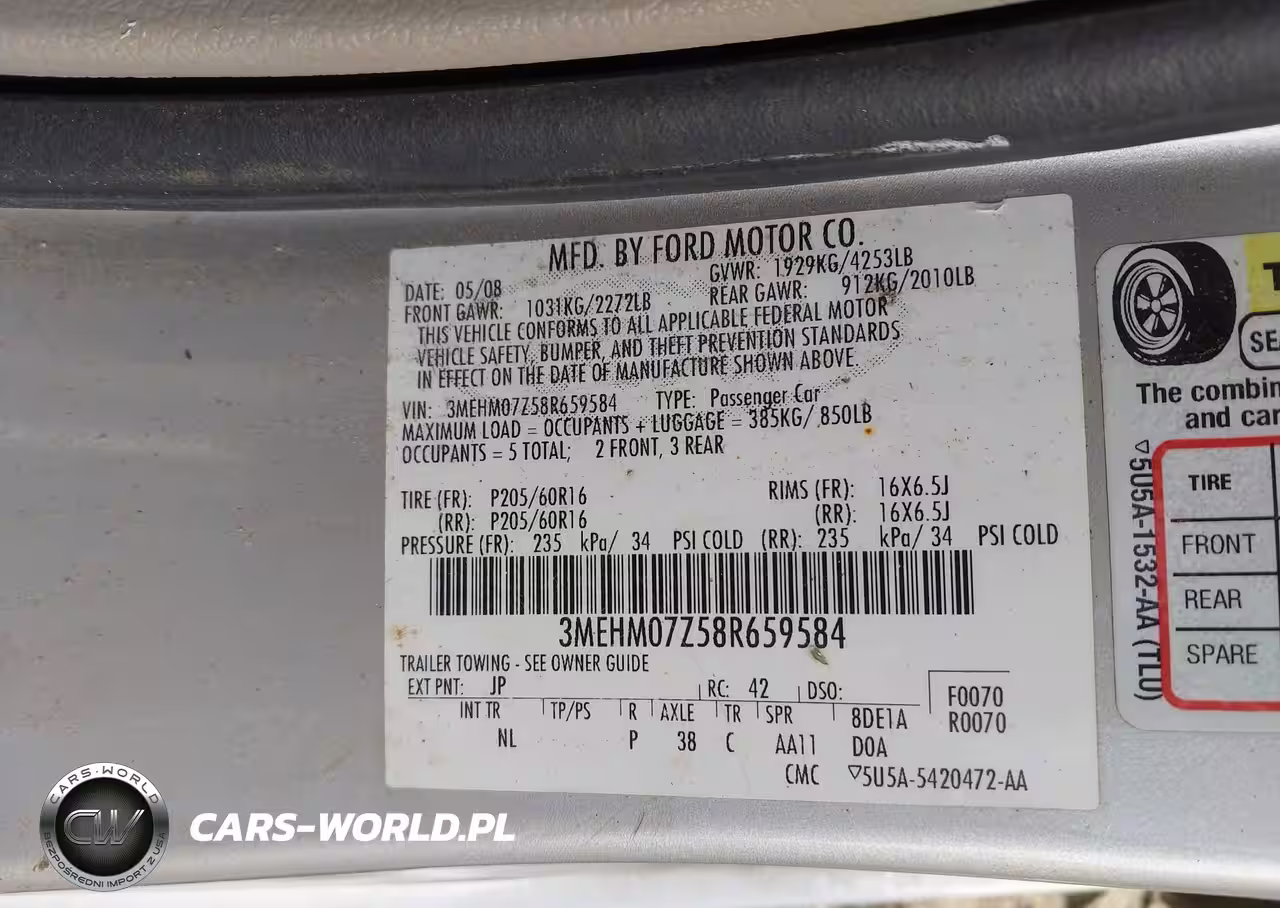 MFD. BY FORD MOTOR CO.
DATE: 05/08 GVWR: 1929KG/4253LB
FRONT GAWR: 1031KG/2272LB REAR GAWR: 912KG/2010LB
THIS VEHICLE CONFORMS TO ALL APPLICABLE FEDERAL MOTOR
VEHICLE SAFETY, BUMPER, AND THEFT PREVENTION STANDARDS
IN EFFECT ON THE DATE OF MANUFACTURE SHOWN ABOVE.
VIN: 3MEHM07Z58R659584 TYPE: Passenger Car
MAXIMUM LOAD = OCCUPANTS + LUGGAGE = 385KG/ 850LB
OCCUPANTS = 5 TOTAL; 2 FRONT, 3 REAR
TIRE (FR): P205/60R16 RIMS (FR): 16X6.5J
(RR): P205/60R16 (RR): 16X6.5J
PRESSURE (FR): 235 kPa/ 34 PSI COLD (RR): 235 kPa/ 34 PSI COLD
3MEHM07Z58R659584
TRAILER TOWING - SEE OWNER GUIDE
EXT PNT: JP RC: 42 DSO: F0070
INT TR TP/PS R AXLE TR SPR 8DE1A R0070
NL P 38 C AA11 D0A
CMC ▽5U5A-5420472-AA
The combin
and car
TIRE
FRONT
REAR
SPARE
▽5U5A-1532-AA (TLU)
CARS-WORLD
CW
BEZPOŚREDNI IMPORT Z USA
CARS-WORLD.PL